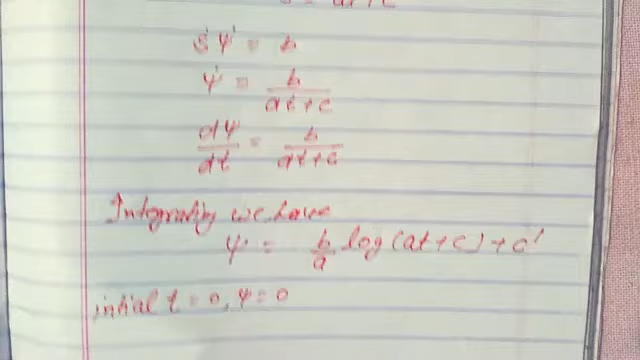 ṡ ψ̇ = b
ψ̇ = b/(at+c)
dψ/dt = b/(at+c)
Integrating we have
ψ = b/a log(at+c) + c'
initial t = 0, ψ = 0